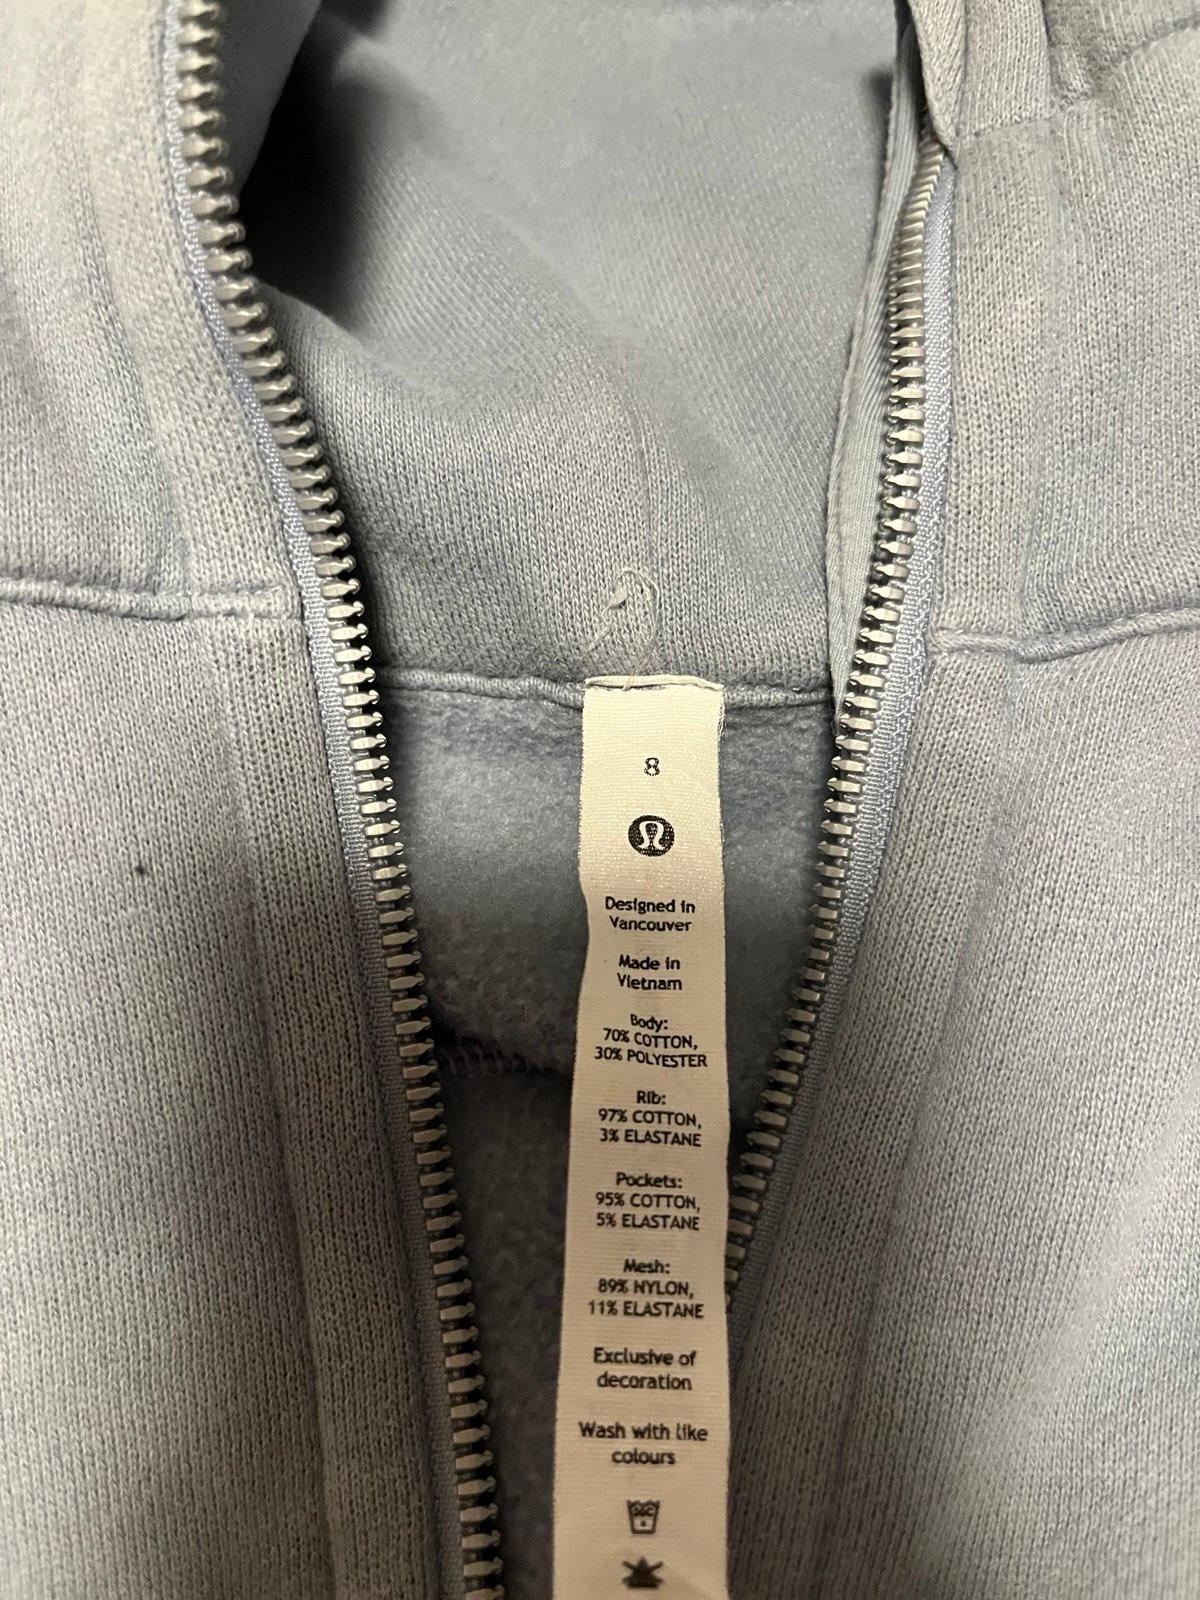 8
Designed in
Vancouver
Made in
Vietnam
Body:
70% COTTON,
30% POLYESTER
Rib:
97% COTTON,
3% ELASTANE
Pockets:
95% COTTON,
5% ELASTANE
Mesh:
89% NYLON,
11% ELASTANE
Exclusive of
decoration
Wash with like
colours